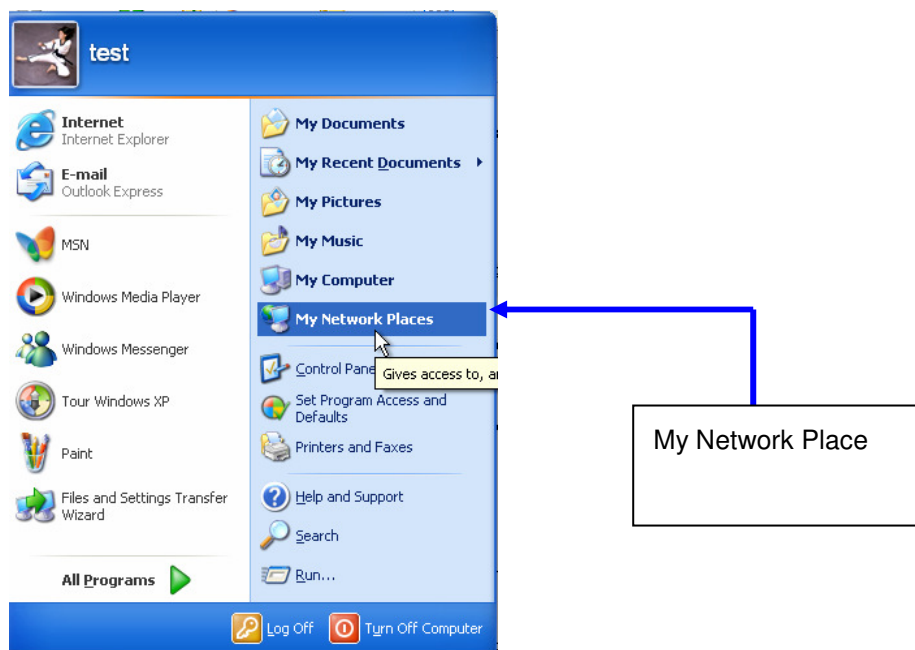 test
Internet
Internet Explorer
E-mail
Outlook Express
MSN
Windows Media Player
Windows Messenger
Tour Windows XP
Paint
Files and Settings Transfer
Wizard
All Programs
My Documents
My Recent Documents
My Pictures
My Music
My Computer
My Network Places
Control Pane
Gives access to, a
Set Program Access and
Defaults
Printers and Faxes
Help and Support
Search
Run...
Log Off
Turn Off Computer
My Network Place